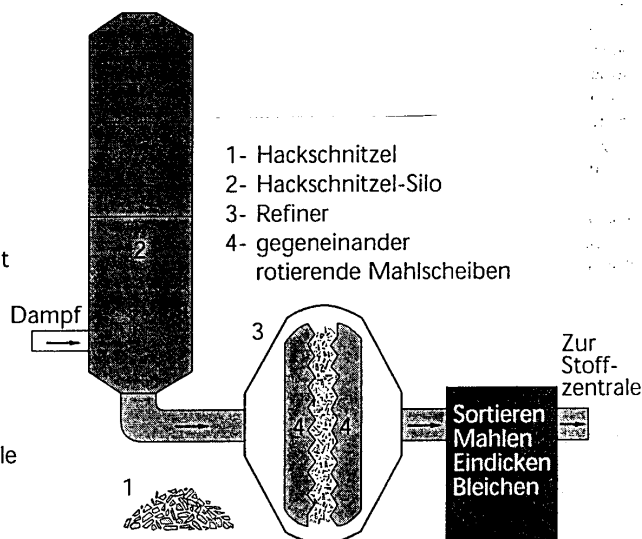 1- Hackschnitzel
2- Hackschnitzel-Silo
3- Refiner
4- gegeneinander
rotierende Mahlscheiben
2
t
Dampf
3
Zur
Stoff-
zentrale
4
4
Sortieren
Mahlen
Eindicken
Bleichen
le
1